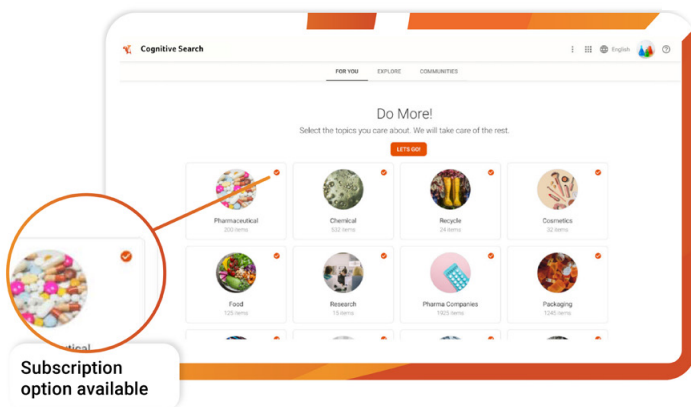 Cognitive Search
English
FOR YOU EXPLORE COMMUNITIES
Do More!
Select the topics you care about. We will take care of the rest.
LETS GO!
Pharmaceutical Chemical Recycle Cosmetics
200 items 532 items 24 items 32 items
Food Research Pharma Companies Packaging
125 items 15 items 1925 items 1245 items
Subscription
option available